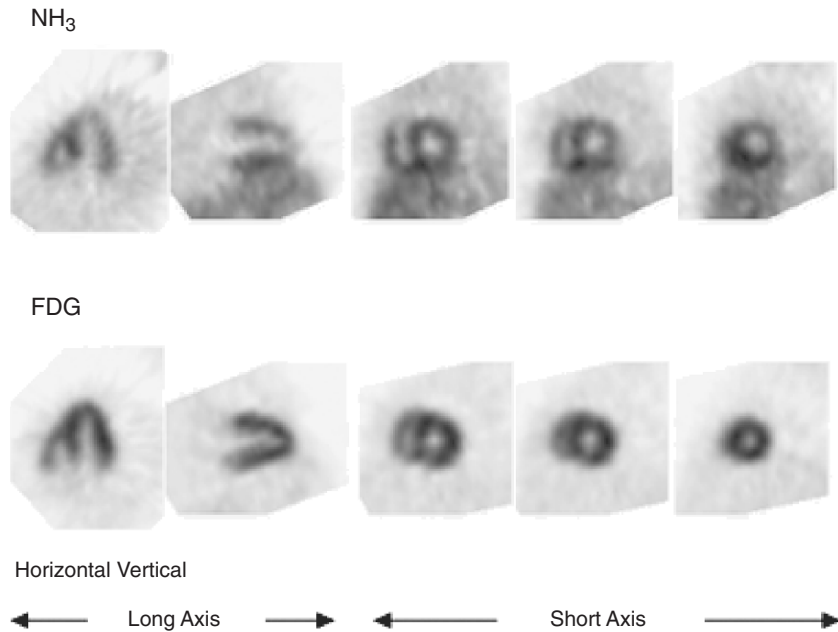 NH₃
FDG
Horizontal Vertical
Long Axis
Short Axis